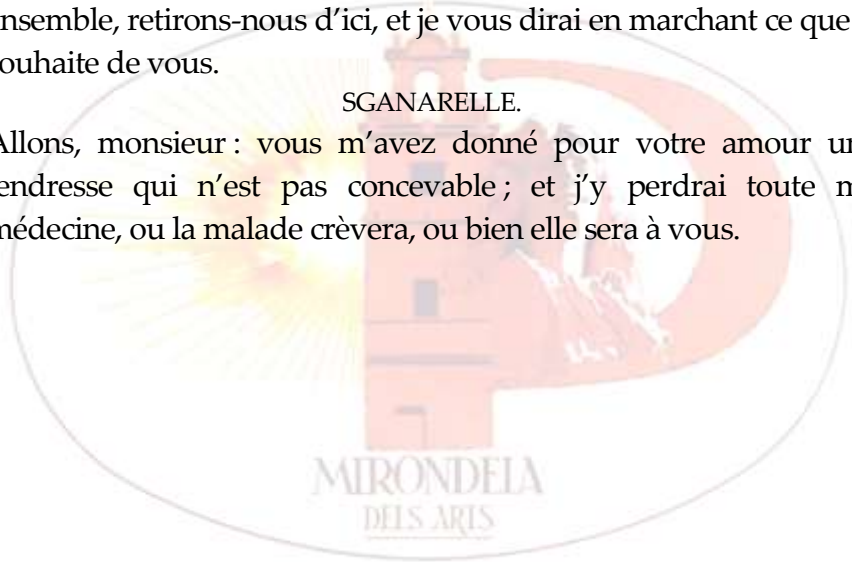 nsemble, retirons-nous d’ici, et je vous dirai en marchant ce que
ouhaite de vous.
SGANARELLE.
Allons, monsieur : vous m’avez donné pour votre amour un
endresse qui n’est pas concevable ; et j’y perdrai toute m
médecine, ou la malade crèvera, ou bien elle sera à vous.
MIRONDELA
DELS ARTS